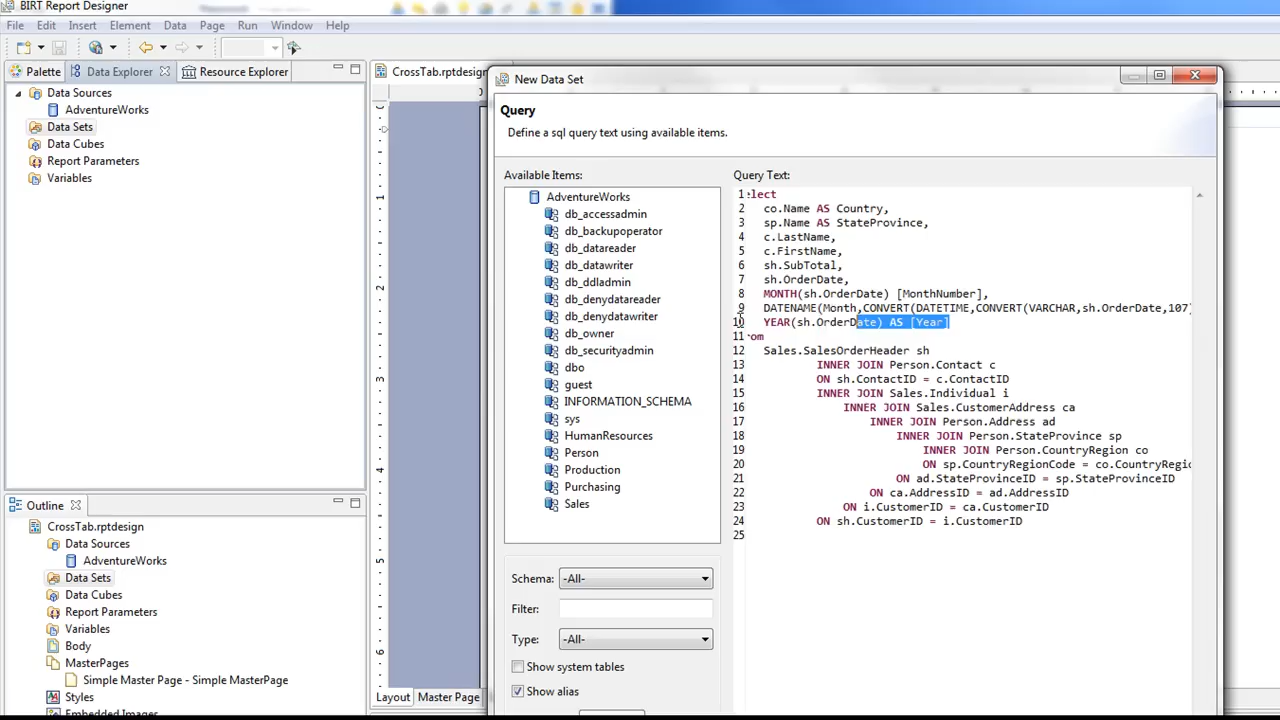 BIRT Report Designer
File Edit Insert Element Data Page Run Window Help
Palette Data Explorer Resource Explorer
Data Sources
AdventureWorks
Data Sets
Data Cubes
Report Parameters
Variables
Outline
CrossTab.rptdesign
Data Sources
AdventureWorks
Data Sets
Data Cubes
Report Parameters
Variables
Body
MasterPages
Simple Master Page - Simple MasterPage
Styles
Embedded Images
CrossTab.rptdesign
1
2
3
4
5
6
Layout Master Page
New Data Set
Query
Define a sql query text using available items.
Available Items:
AdventureWorks
db_accessadmin
db_backupoperator
db_datareader
db_datawriter
db_ddladmin
db_denydatareader
db_denydatawriter
db_owner
db_securityadmin
dbo
guest
INFORMATION_SCHEMA
sys
HumanResources
Person
Production
Purchasing
Sales
Schema: -All-
Filter:
Type: -All-
Show system tables
Show alias
Query Text:
1 lect
2 co.Name AS Country,
3 sp.Name AS StateProvince,
4 c.LastName,
5 c.FirstName,
6 sh.SubTotal,
7 sh.OrderDate,
8 MONTH(sh.OrderDate) [MonthNumber],
9 DATENAME(Month,CONVERT(DATETIME,CONVERT(VARCHAR,sh.OrderDate,107)
10 YEAR(sh.OrderDate) AS [Year]
11 om
12 Sales.SalesOrderHeader sh
13 INNER JOIN Person.Contact c
14 ON sh.ContactID = c.ContactID
15 INNER JOIN Sales.Individual i
16 INNER JOIN Sales.CustomerAddress ca
17 INNER JOIN Person.Address ad
18 INNER JOIN Person.StateProvince sp
19 INNER JOIN Person.CountryRegion co
20 ON sp.CountryRegionCode = co.CountryRegio
21 ON ad.StateProvinceID = sp.StateProvinceID
22 ON ca.AddressID = ad.AddressID
23 ON i.CustomerID = ca.CustomerID
24 ON sh.CustomerID = i.CustomerID
25